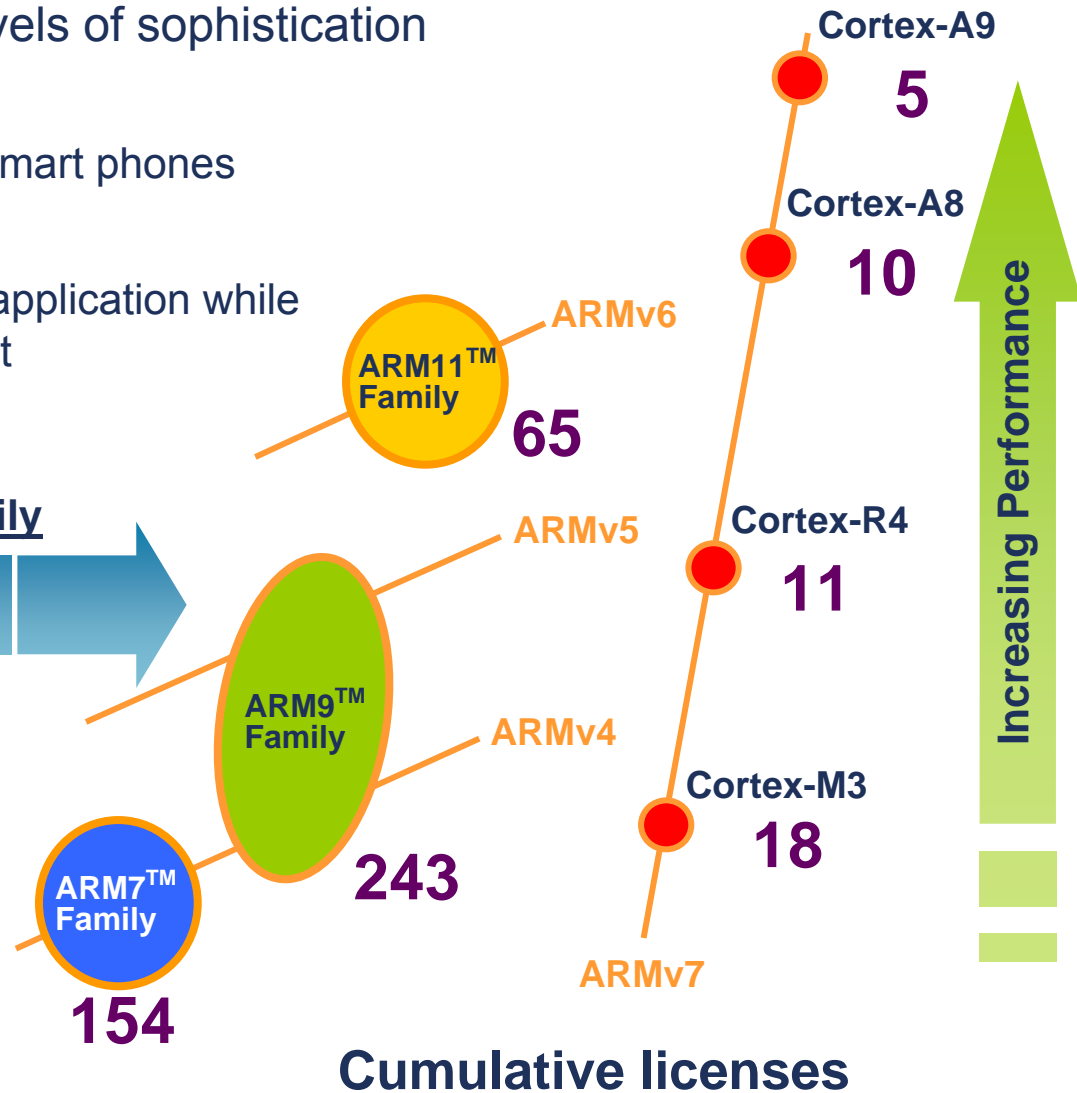 vels of sophistication
mart phones
application while
t
ily
Cortex-A9
5
Cortex-A8
10
ARMv6
ARM11™
Family
65
ARMv5
Cortex-R4
11
ARM9™
Family
ARMv4
Cortex-M3
18
243
ARM7™
Family
154
ARMv7
Increasing Performance
Cumulative licenses